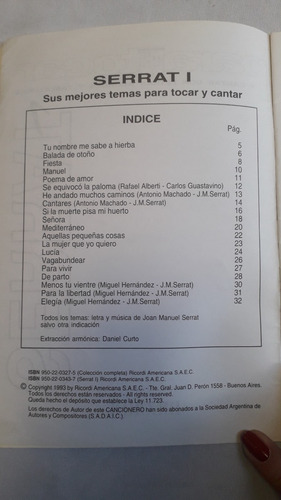 SERRAT I
Sus mejores temas para tocar y cantar
INDICE
Pág.
Tu nombre me sabe a hierba 5
Balada de otoño 6
Fiesta 8
Manuel 10
Poema de amor 11
Se equivocó la paloma (Rafael Alberti - Carlos Guastavino) 12
He andado muchos caminos (Antonio Machado - J.M. Serrat) 13
Cantares (Antonio Machado - J.M.Serrat) 14
Si la muerte pisa mi huerto 16
Señora 18
Mediterráneo 20
Aquellas pequeñas cosas 22
La mujer que yo quiero 23
Lucía 24
Vagabundear 26
Para vivir 27
De parto 28
Menos tu vientre (Miguel Hernández - J.M.Serrat) 30
Para la libertad (Miguel Hernández - J.M.Serrat) 31
Elegía (Miguel Hernández - J.M.Serrat) 32
Todos los temas: letra y música de Joan Manuel Serrat
salvo otra indicación
Extracción armónica: Daniel Curto
ISBN 950-22-0327-5 (Colección completa) Ricordi Americana S.A.E.C.
ISBN 950-22-0343-7 (Serrat I) Ricordi Americana S.A.E.C.
© Copyright 1993 by Ricordi Americana S.A.E.C. - Tte. Gral. Juan D. Perón 1558 - Buenos Aires.
Todos los derechos están reservados - All rights reserved.
Queda hecho el depósito que establece la Ley 11.723.
Los derechos de Autor de este CANCIONERO han sido abonados a la Sociedad Argentina de
Autores y Compositores (S.A.D.A.I.C.)